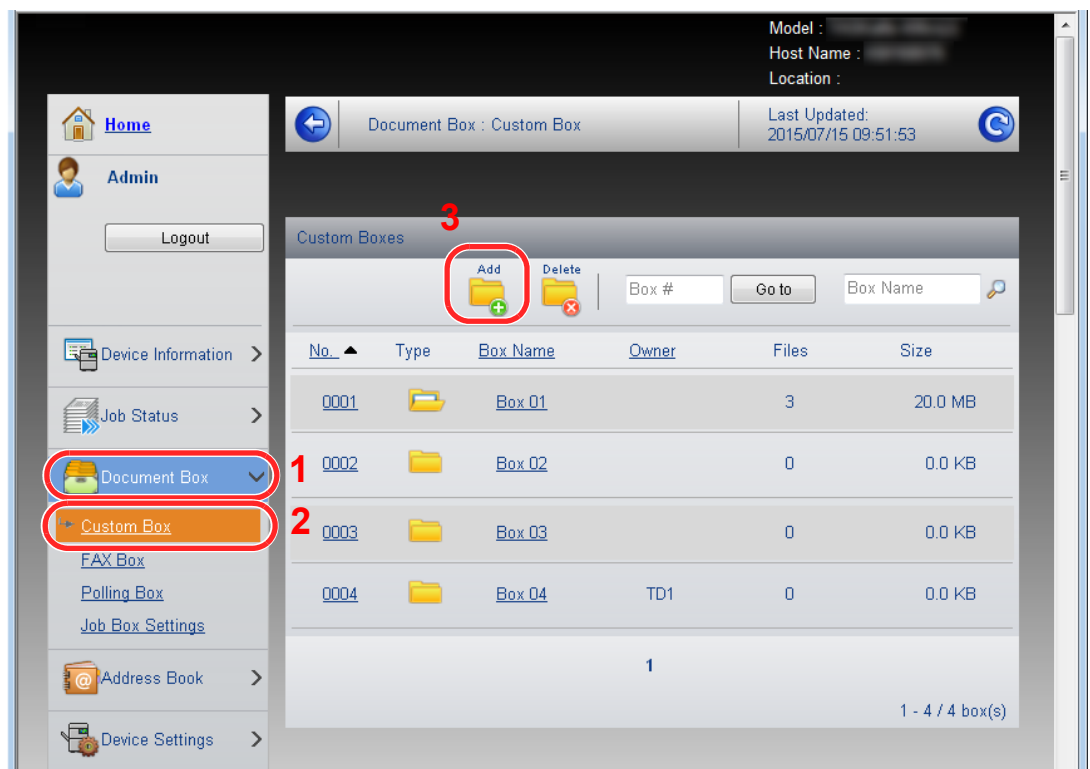 Model :
Host Name :
Location :
Home
Document Box : Custom Box
Last Updated:
2015/07/15 09:51:53
Admin
Logout
3
Custom Boxes
Add
Delete
Box #
Go to
Box Name
Device Information
No. Type Box Name Owner Files Size
0001 Box 01 3 20.0 MB
Job Status
0002 Box 02 0 0.0 KB
Document Box 1
Custom Box 2
0003 Box 03 0 0.0 KB
FAX Box
Polling Box
0004 Box 04 TD1 0 0.0 KB
Job Box Settings
1
Address Book
1 - 4 / 4 box(s)
Device Settings